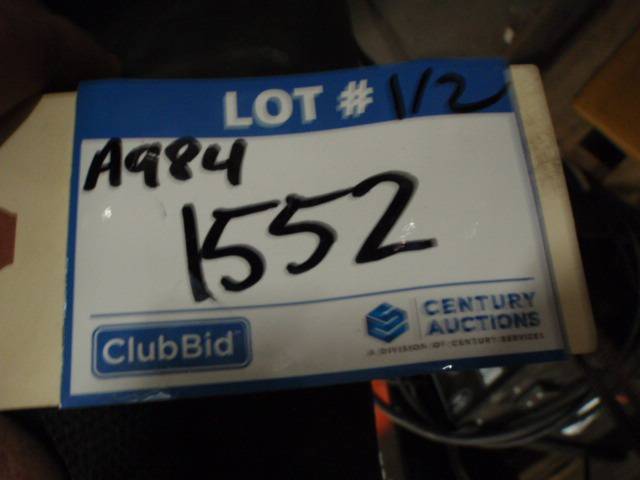 LOT # 1/2
A984
1552
ClubBid
CENTURY
AUCTIONS
A DIVISION OF CENTURY SERVICES